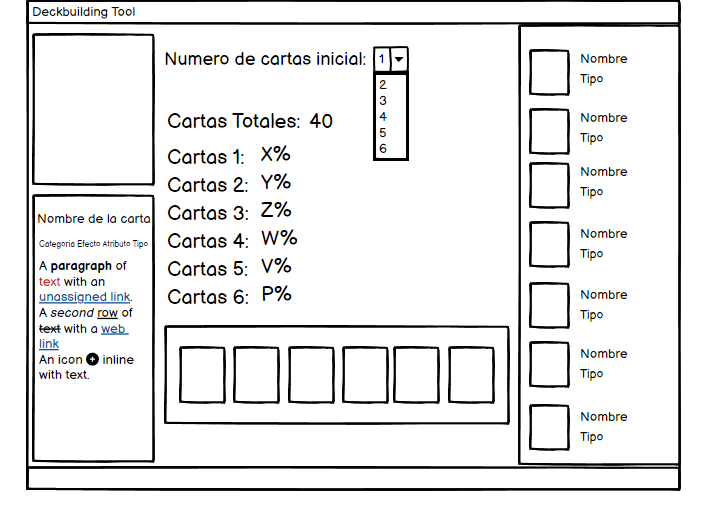 Deckbuilding Tool
Nombre de la carta
Categoria Efecto Atributo Tipo
A paragraph of
text with an
unassigned link.
A second row of
text with a web
link
An icon inline
with text.
Numero de cartas inicial: 1
2
3
4
5
6
Cartas Totales: 40
Cartas 1: X%
Cartas 2: Y%
Cartas 3: Z%
Cartas 4: W%
Cartas 5: V%
Cartas 6: P%
Nombre
Tipo
Nombre
Tipo
Nombre
Tipo
Nombre
Tipo
Nombre
Tipo
Nombre
Tipo
Nombre
Tipo